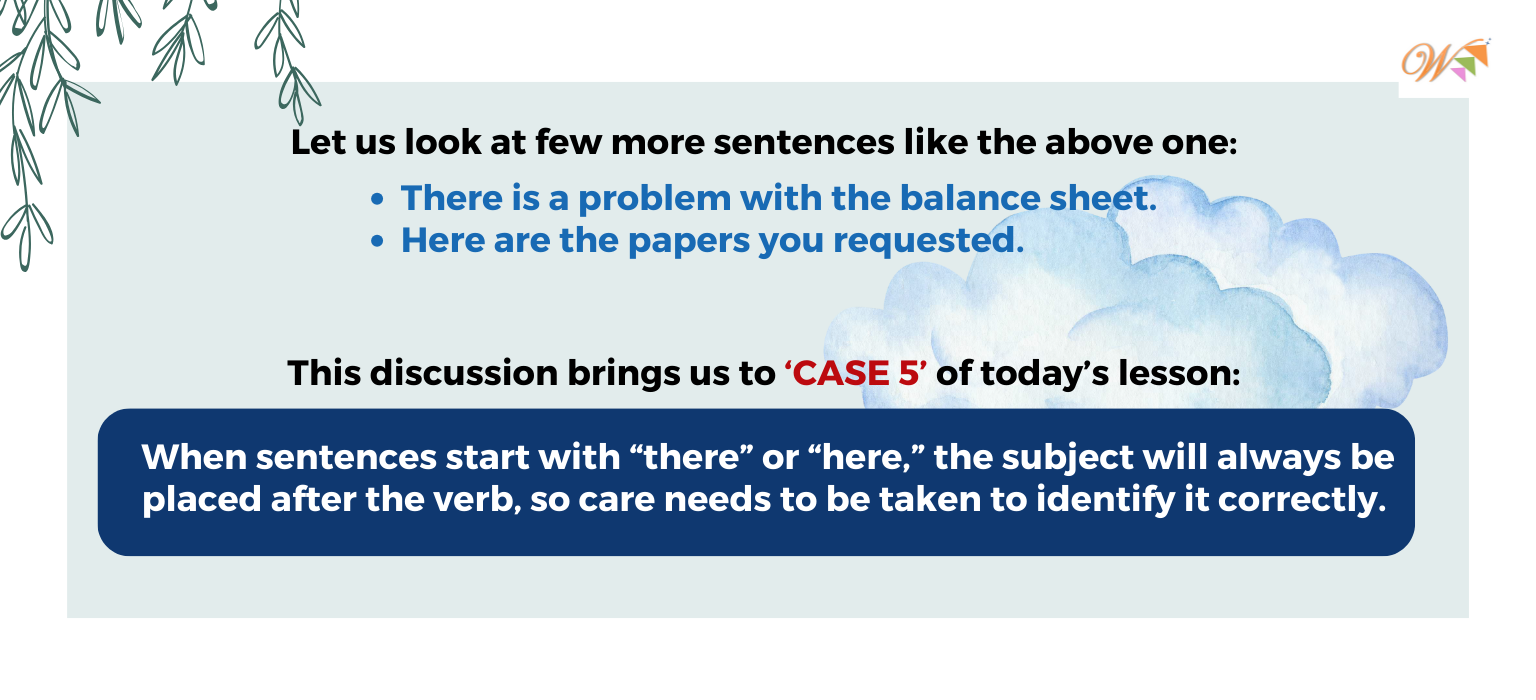 W
Let us look at few more sentences like the above one:
• There is a problem with the balance sheet.
• Here are the papers you requested.
This discussion brings us to ‘CASE 5’ of today’s lesson:
When sentences start with “there” or “here,” the subject will always be
placed after the verb, so care needs to be taken to identify it correctly.